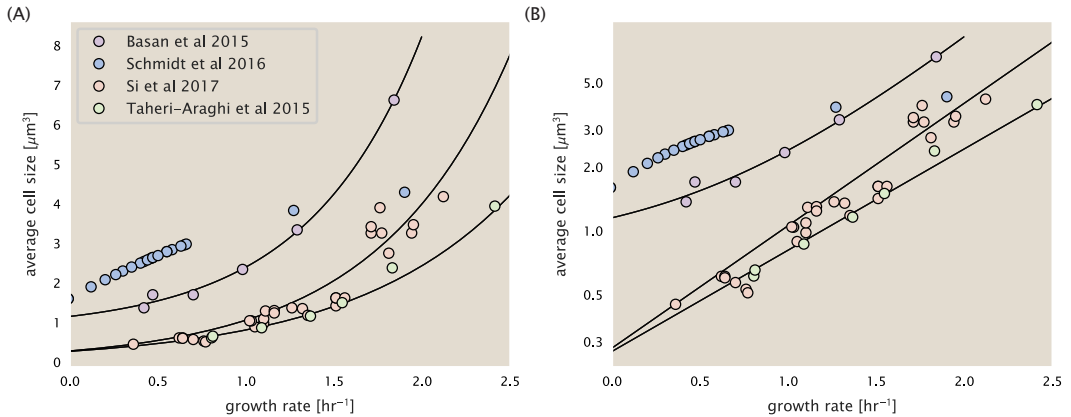 (A)
average cell size [μm³]
8
7
6
5
4
3
2
1
0
Basan et al 2015
Schmidt et al 2016
Si et al 2017
Taheri-Araghi et al 2015
0.0 0.5 1.0 1.5 2.0 2.5
growth rate [hr⁻¹]
(B)
average cell size [μm³]
5.0
3.0
2.0
1.0
0.5
0.3
0.0 0.5 1.0 1.5 2.0 2.5
growth rate [hr⁻¹]